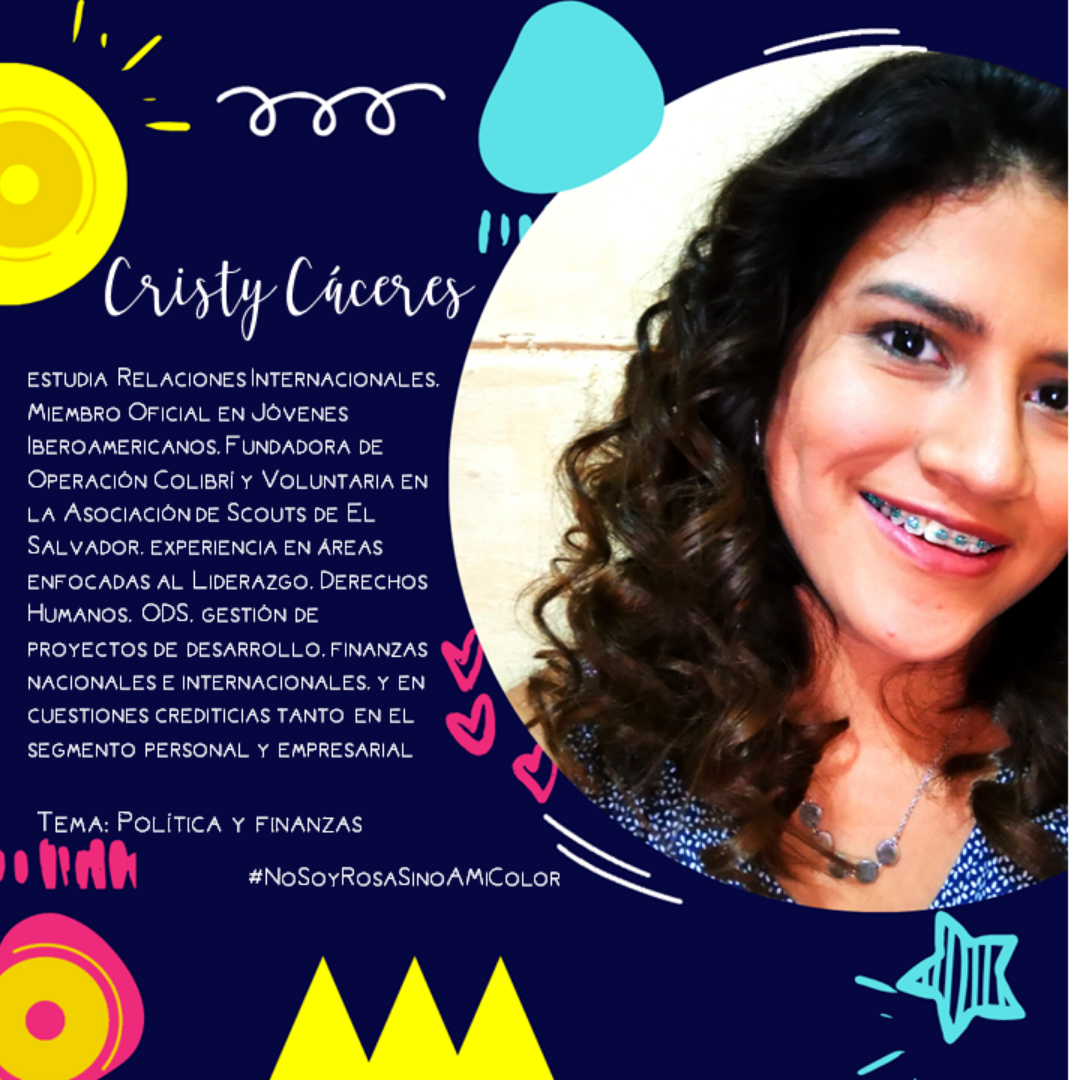 Cristy Cáceres
ESTUDIA RELACIONES INTERNACIONALES.
MIEMBRO OFICIAL EN JÓVENES
IBEROAMERICANOS. FUNDADORA DE
OPERACIÓN COLIBRÍ Y VOLUNTARIA EN
LA ASOCIACIÓN DE SCOUTS DE EL
SALVADOR. EXPERIENCIA EN ÁREAS
ENFOCADAS AL LIDERAZGO. DERECHOS
HUMANOS. ODS. GESTIÓN DE
PROYECTOS DE DESARROLLO. FINANZAS
NACIONALES E INTERNACIONALES. Y EN
CUESTIONES CREDITICIAS TANTO EN EL
SEGMENTO PERSONAL Y EMPRESARIAL
TEMA: POLÍTICA Y FINANZAS
#NOSOYROSASINOAMICOLOR